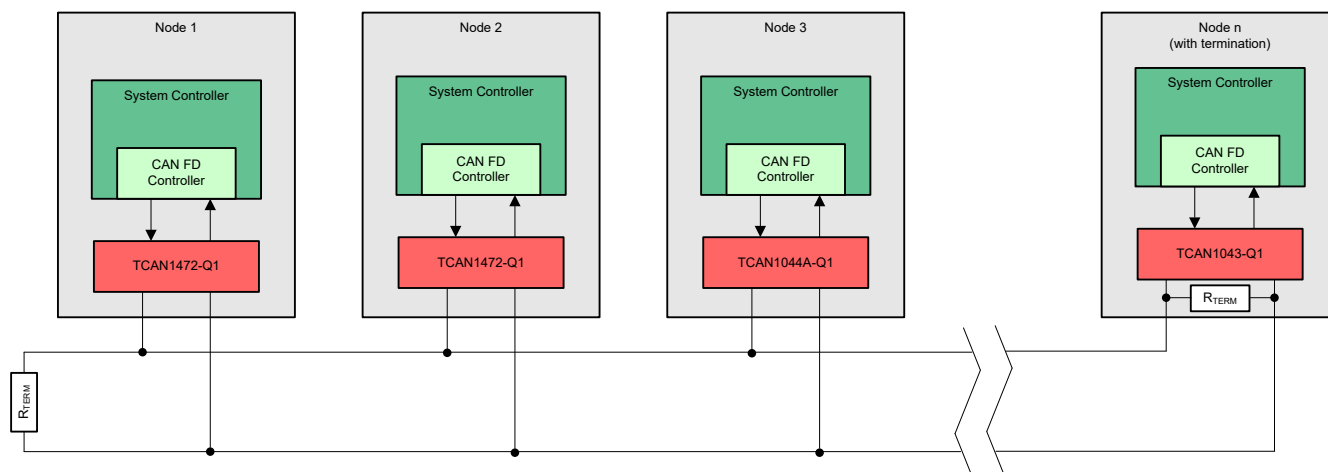 Node 1
System Controller
CAN FD
Controller
TCAN1472-Q1
Node 2
System Controller
CAN FD
Controller
TCAN1472-Q1
Node 3
System Controller
CAN FD
Controller
TCAN1044A-Q1
Node n
(with termination)
System Controller
CAN FD
Controller
TCAN1043-Q1
RTERM
RTERM